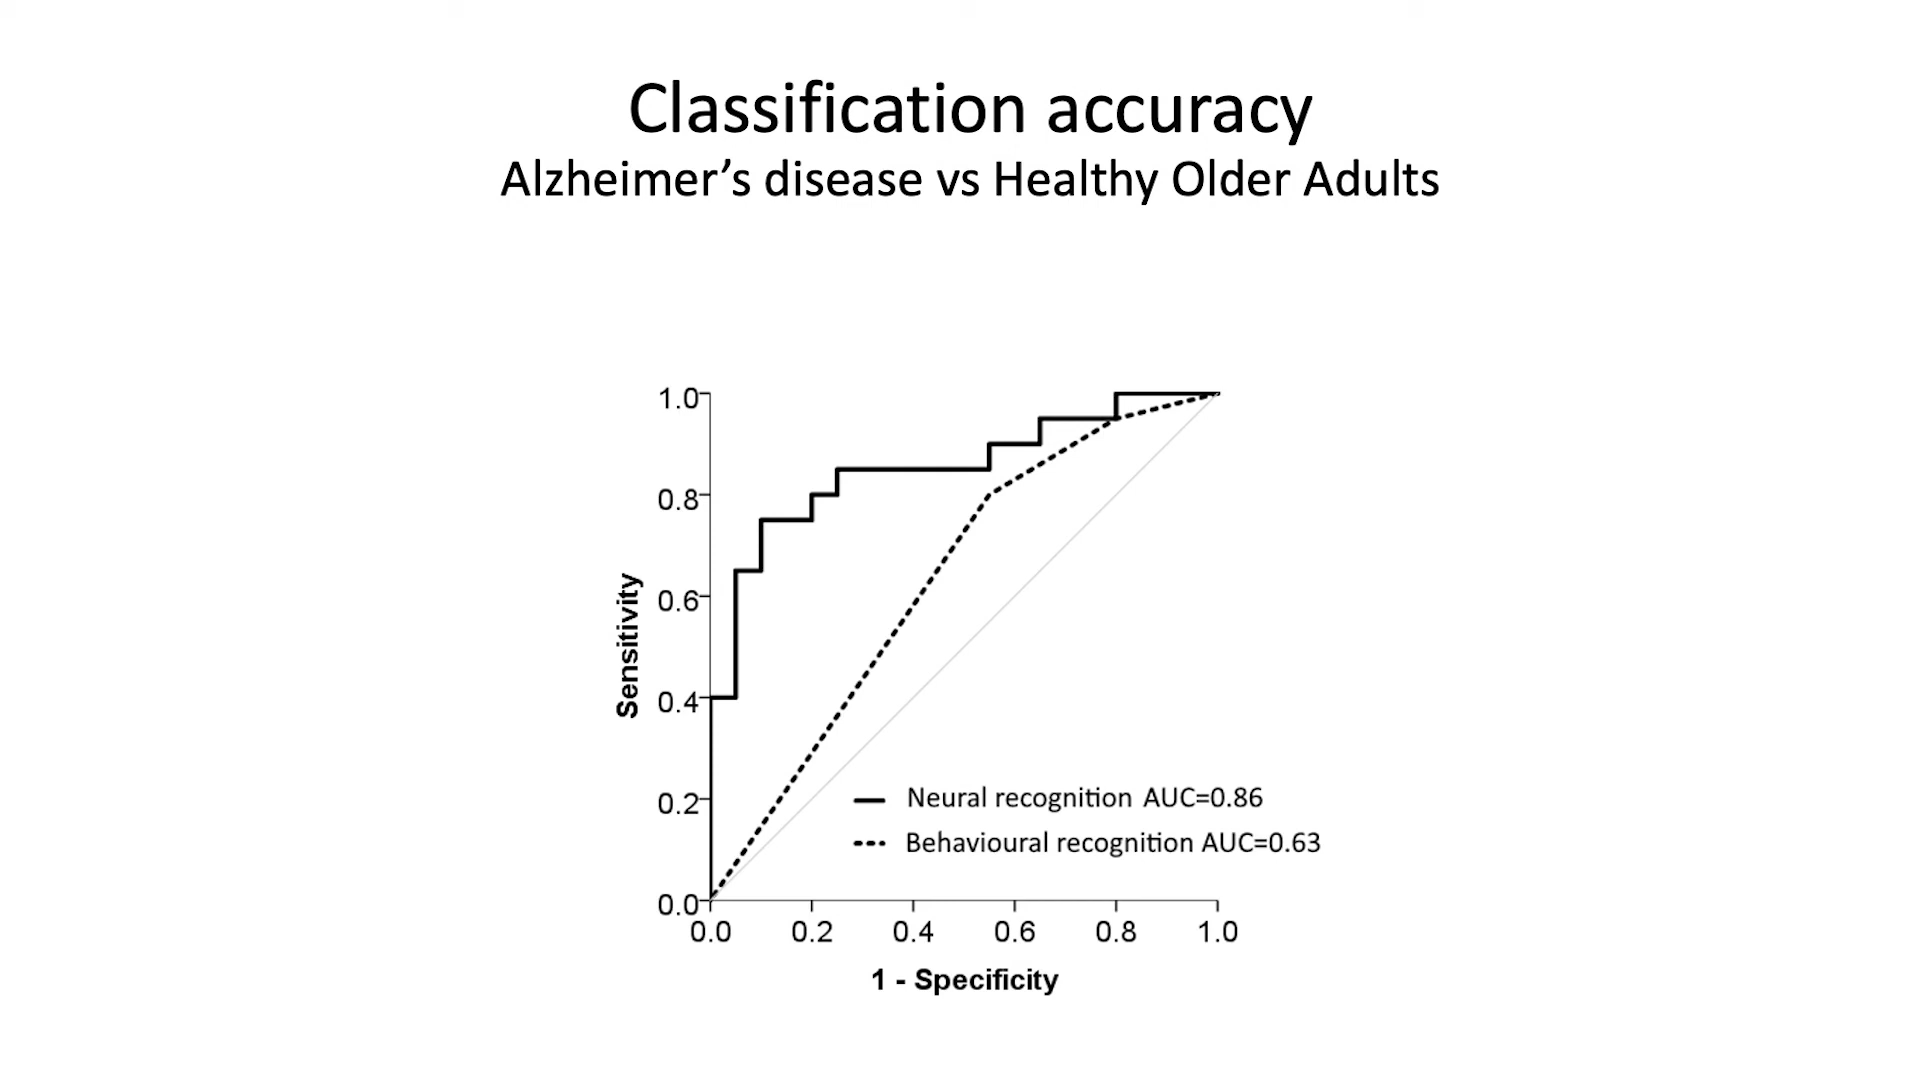 Classification accuracy
Alzheimer’s disease vs Healthy Older Adults
1.0
0.8
0.6
0.4
0.2
0.0
Sensitivity
Neural recognition AUC=0.86
Behavioural recognition AUC=0.63
0.0 0.2 0.4 0.6 0.8 1.0
1 - Specificity